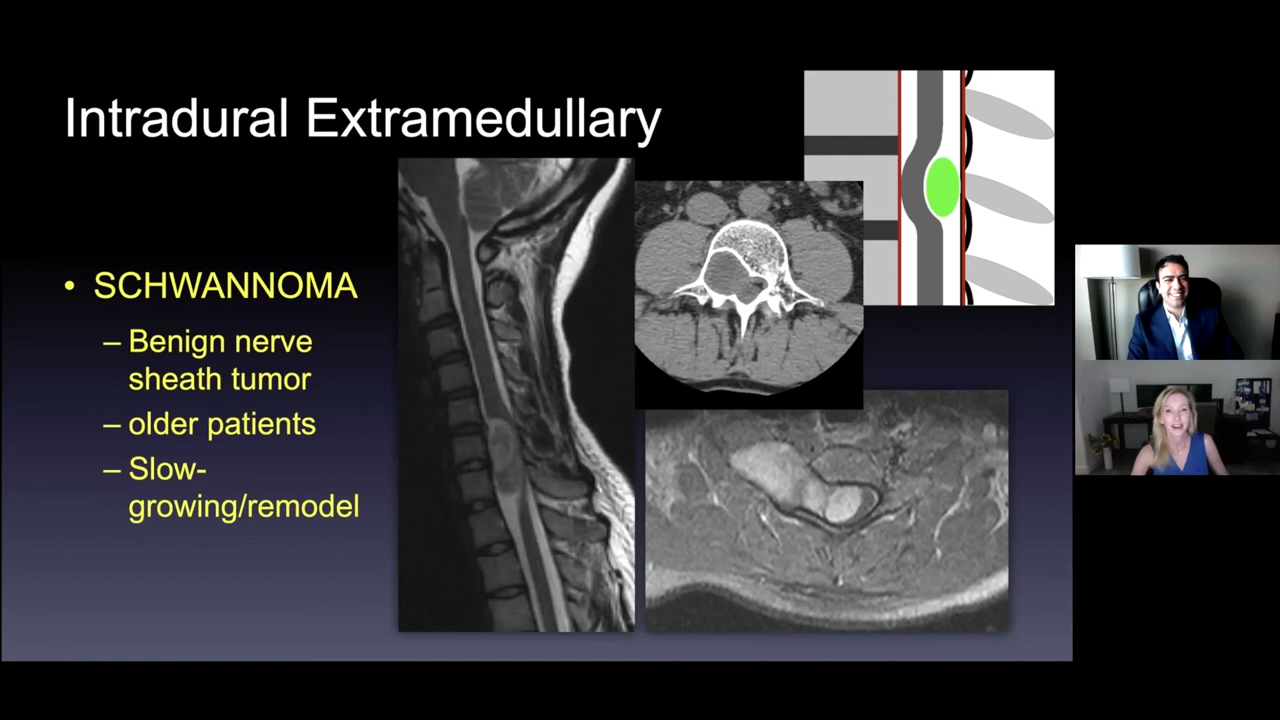 Intradural Extramedullary
• SCHWANNOMA
– Benign nerve
sheath tumor
– older patients
– Slow-
growing/remodel